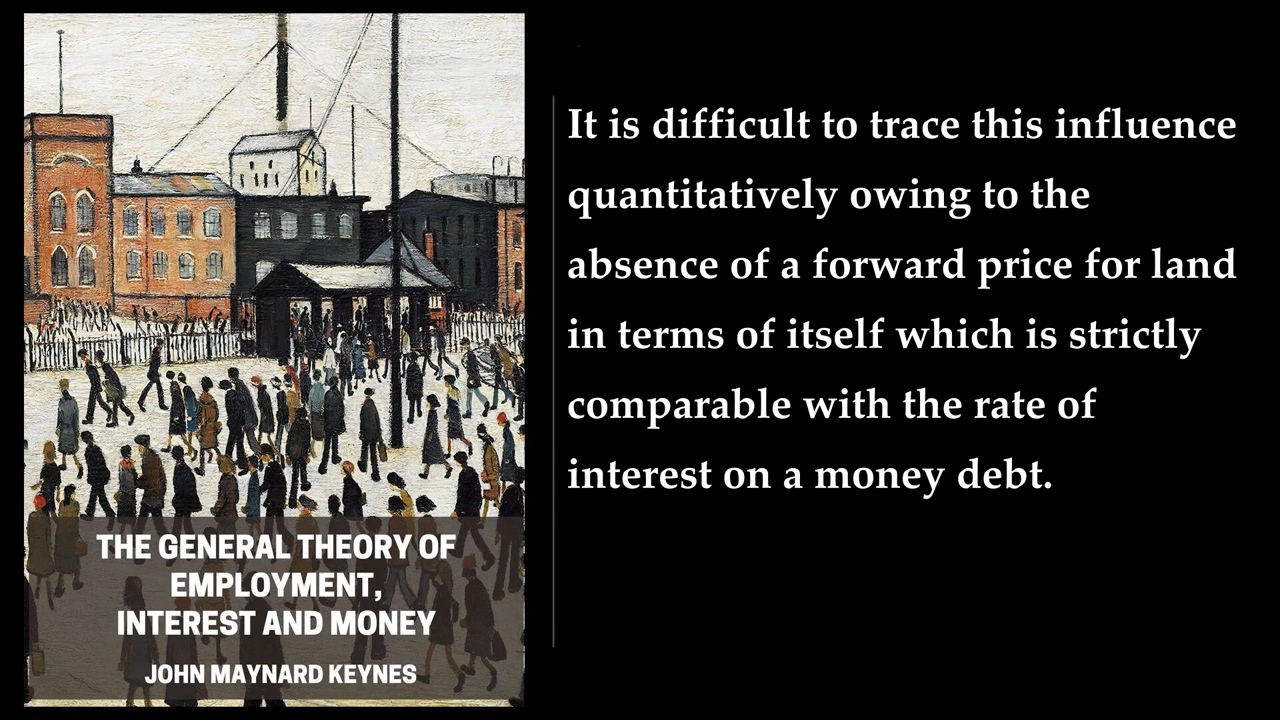 THE GENERAL THEORY OF
EMPLOYMENT,
INTEREST AND MONEY
JOHN MAYNARD KEYNES
It is difficult to trace this influence
quantitatively owing to the
absence of a forward price for land
in terms of itself which is strictly
comparable with the rate of
interest on a money debt.